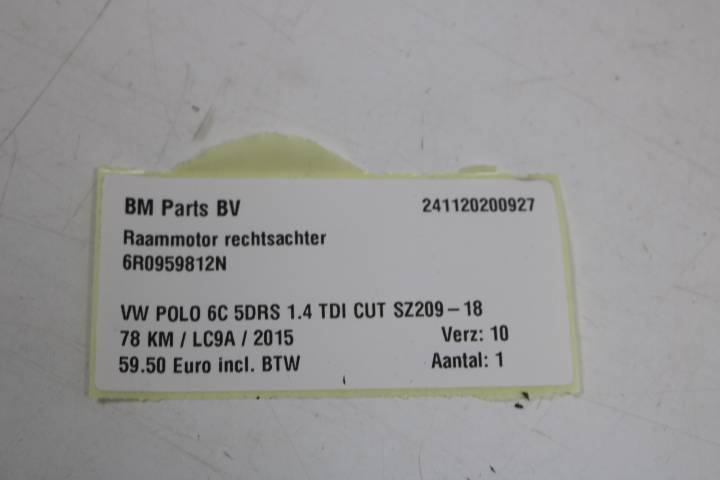 BM Parts BV 241120200927
Raammotor rechtsachter
6R0959812N
VW POLO 6C 5DRS 1.4 TDI CUT SZ209-18
78 KM / LC9A / 2015 Verz: 10
59.50 Euro incl. BTW Aantal: 1